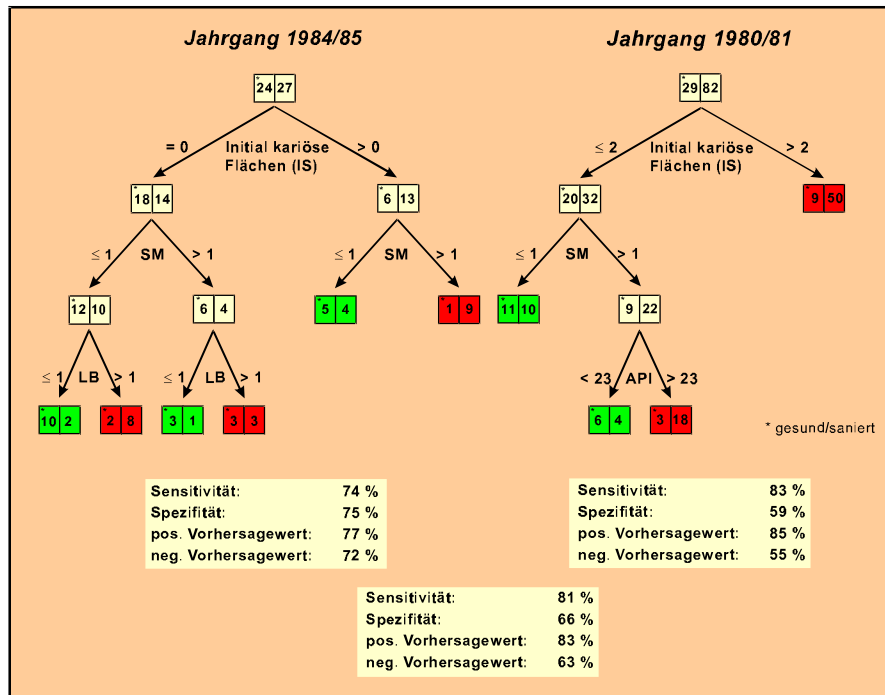 Jahrgang 1984/85
Jahrgang 1980/81
* 24 27
* 29 82
= 0 Initial kariöse > 0
Flächen (IS)
≤ 2 Initial kariöse > 2
Flächen (IS)
* 18 14
* 6 13
* 20 32
* 9 50
≤ 1 SM > 1
≤ 1 SM > 1
≤ 1 SM > 1
* 12 10
* 6 4
* 5 4
* 1 9
* 11 10
* 9 22
≤ 1 LB > 1
≤ 1 LB > 1
< 23 API > 23
* 10 2
* 2 8
* 3 1
* 3 3
* 6 4
* 3 18
* gesund/saniert
Sensitivität: 74 %
Spezifität: 75 %
pos. Vorhersagewert: 77 %
neg. Vorhersagewert: 72 %
Sensitivität: 83 %
Spezifität: 59 %
pos. Vorhersagewert: 85 %
neg. Vorhersagewert: 55 %
Sensitivität: 81 %
Spezifität: 66 %
pos. Vorhersagewert: 83 %
neg. Vorhersagewert: 63 %